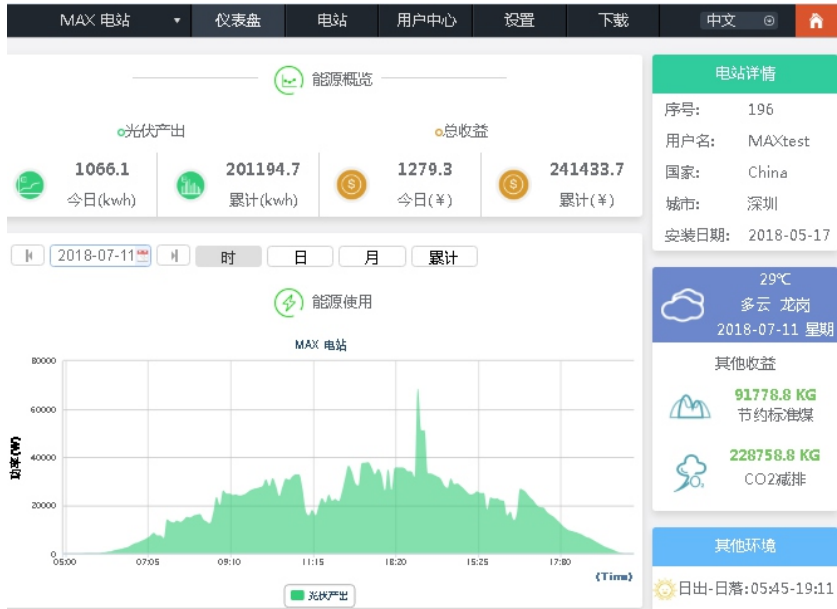 MAX 电站 仪表盘 电站 用户中心 设置 下载 中文
能源概览
光伏产出 总收益
1066.1 201194.7 1279.3 241433.7
今日(kwh) 累计(kwh) 今日(¥) 累计(¥)
2018-07-11 时 日 月 累计
能源使用
MAX 电站
功率(W)
80000
60000
40000
20000
0
05:00 07:05 09:10 11:15 13:20 15:25 17:30
(Time)
光伏产出
电站详情
序号: 196
用户名: MAXtest
国家: China
城市: 深圳
安装日期: 2018-05-17
29℃
多云 龙岗
2018-07-11 星期
其他收益
91778.8 KG
节约标准煤
228758.8 KG
CO2减排
其他环境
日出-日落:05:45-19:11